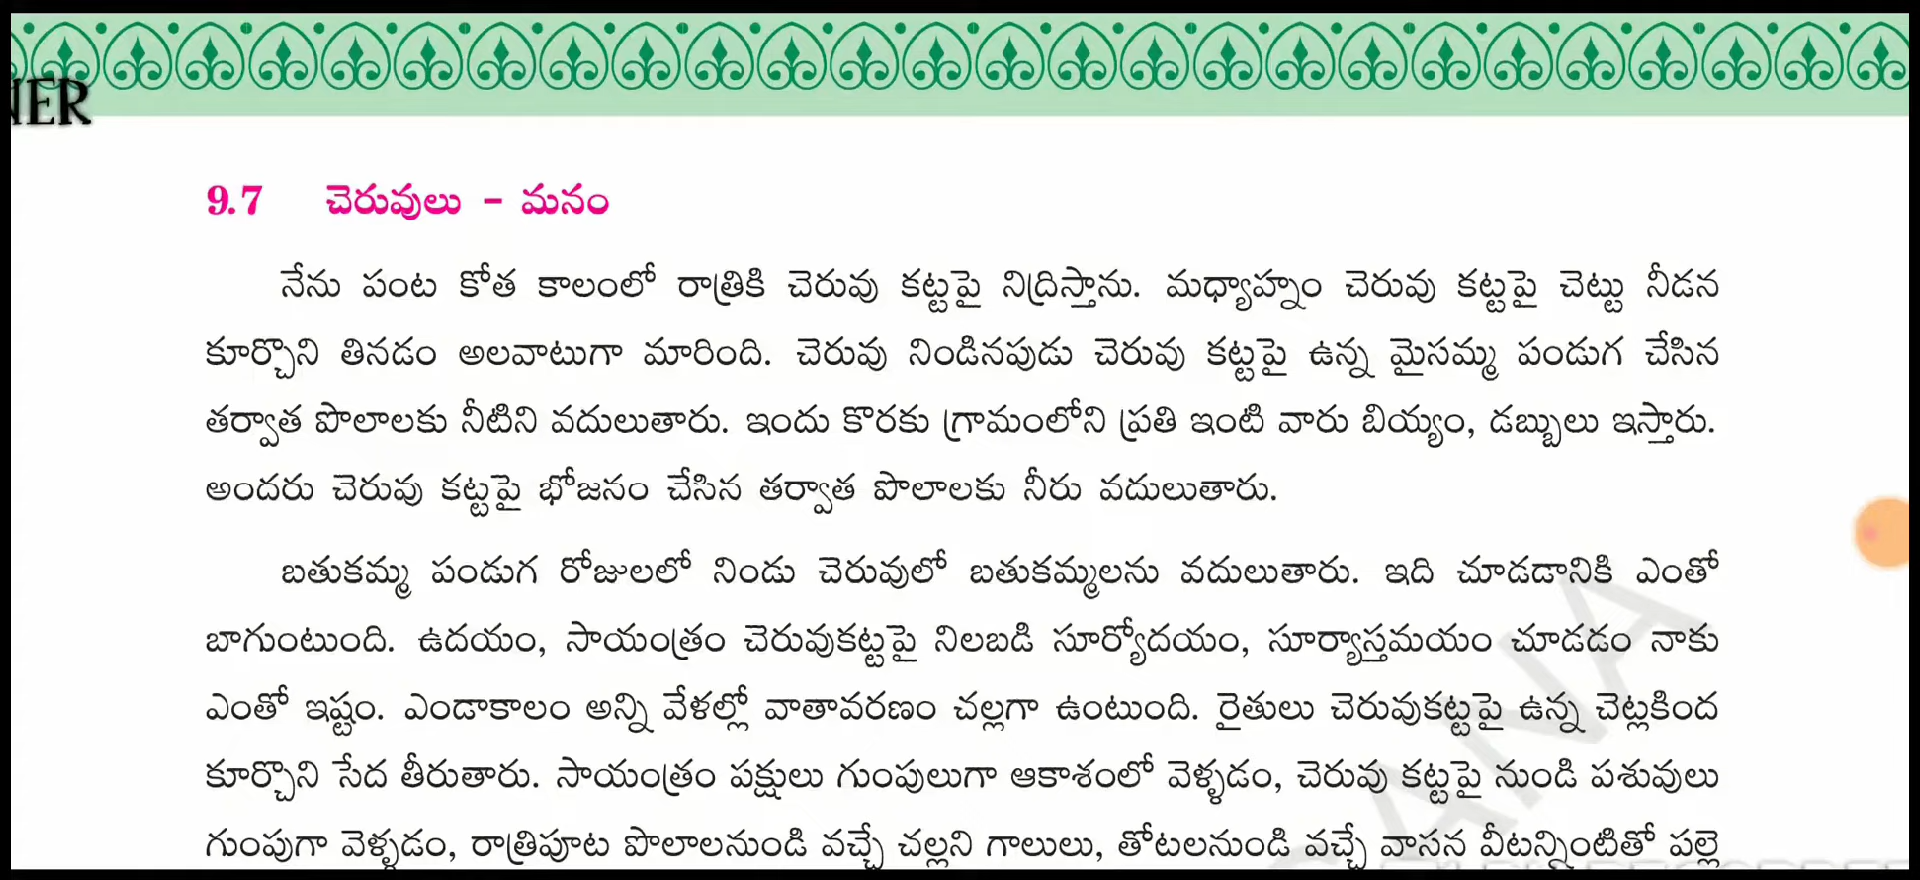 NER
9.7 చెరువులు - మనం
నేను పంట కోత కాలంలో రాత్రికి చెరువు కట్టపై నిద్రిస్తాను. మధ్యాహ్నం చెరువు కట్టపై చెట్టు నీడన
కూర్చొని తినడం అలవాటుగా మారింది. చెరువు నిండినపుడు చెరువు కట్టపై ఉన్న మైసమ్మ పండుగ చేసిన
తర్వాత పొలాలకు నీటిని వదులుతారు. ఇందు కొరకు గ్రామంలోని ప్రతి ఇంటి వారు బియ్యం, డబ్బులు ఇస్తారు.
అందరు చెరువు కట్టపై భోజనం చేసిన తర్వాత పొలాలకు నీరు వదులుతారు.
బతుకమ్మ పండుగ రోజులలో నిండు చెరువులో బతుకమ్మలను వదులుతారు. ఇది చూడడానికి ఎంతో
బాగుంటుంది. ఉదయం, సాయంత్రం చెరువుకట్టపై నిలబడి సూర్యోదయం, సూర్యాస్తమయం చూడడం నాకు
ఎంతో ఇష్టం. ఎండాకాలం అన్ని వేళల్లో వాతావరణం చల్లగా ఉంటుంది. రైతులు చెరువుకట్టపై ఉన్న చెట్లకింద
కూర్చొని సేద తీరుతారు. సాయంత్రం పక్షులు గుంపులుగా ఆకాశంలో వెళ్ళడం, చెరువు కట్టపై నుండి పశువులు
గుంపుగా వెళ్ళడం, రాత్రిపూట పొలాలనుండి వచ్చే చల్లని గాలులు, తోటలనుండి వచ్చే వాసన వీటన్నింటితో పల్లె